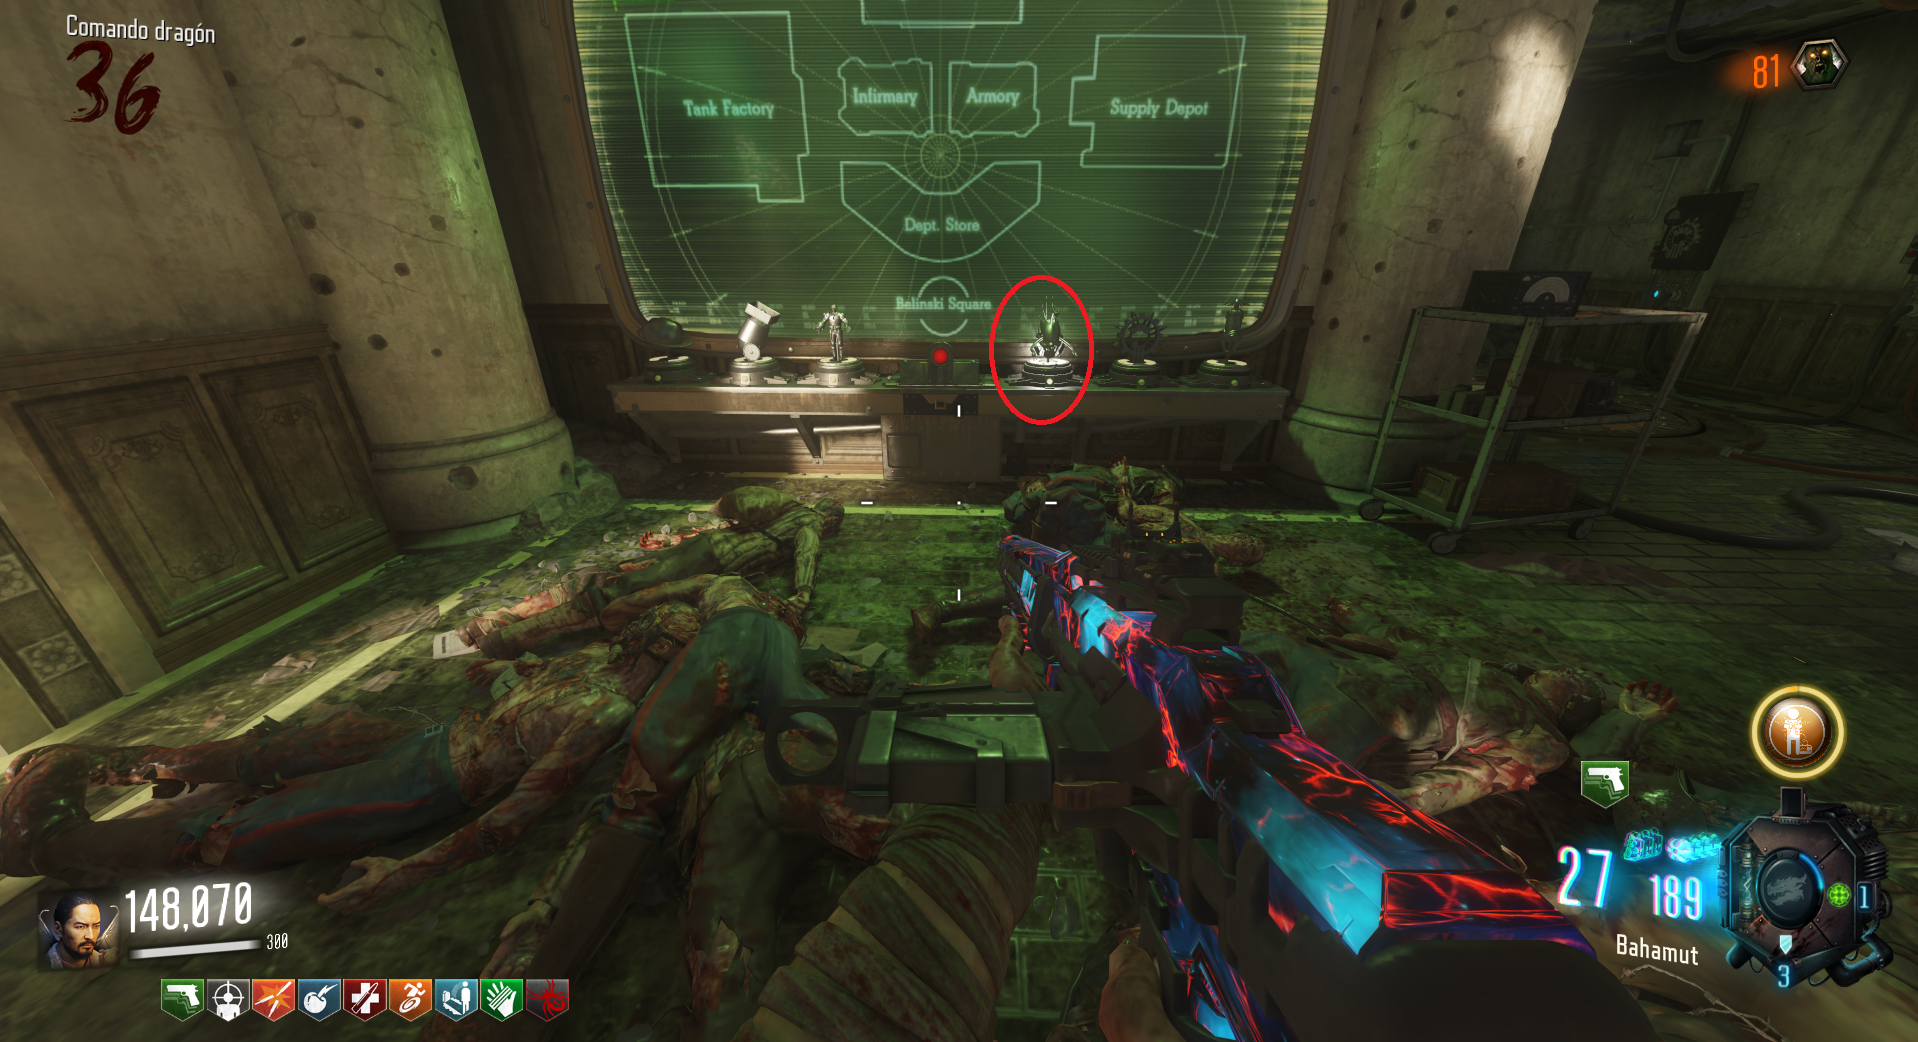 Comando dragón
36
81
Tank Factory
Infirmary
Armory
Supply Depot
Dept. Store
Belinski Square
148,070
300
27
189
1
Bahamut
3